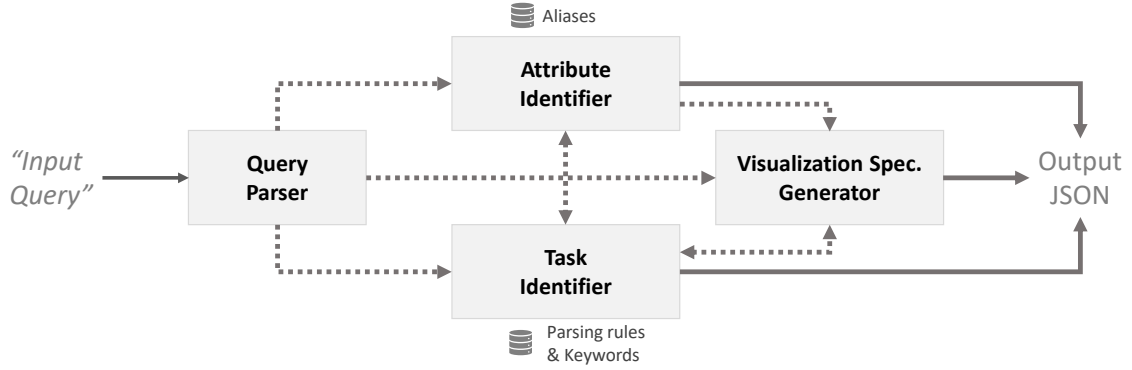 Aliases
Attribute
Identifier
“Input
Query”
Query
Parser
Visualization Spec.
Generator
Output
JSON
Task
Identifier
Parsing rules
& Keywords